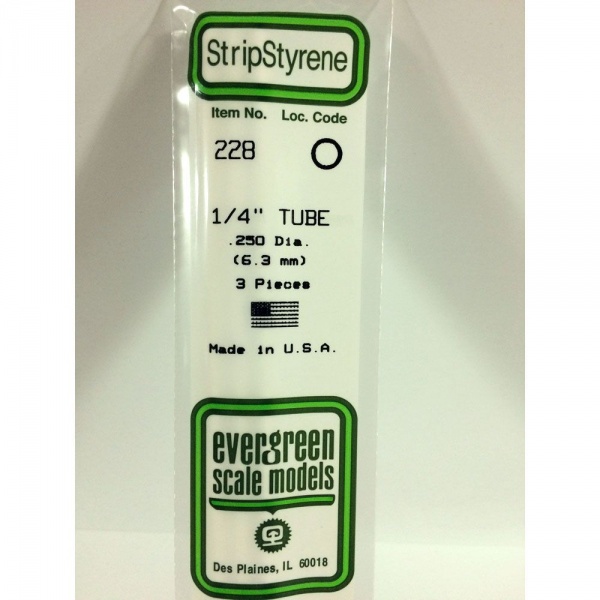 StripStyrene
Item No. Loc. Code
228
1/4" TUBE
.250 Dia.
(6.3 mm)
3 Pieces
Made in U.S.A.
evergreen
scale models
Des Plaines, IL 60018